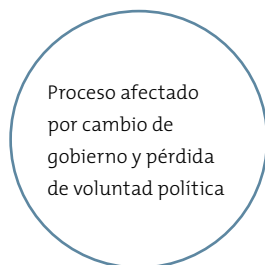 Proceso afectado
por cambio de
gobierno y pérdida
de voluntad política